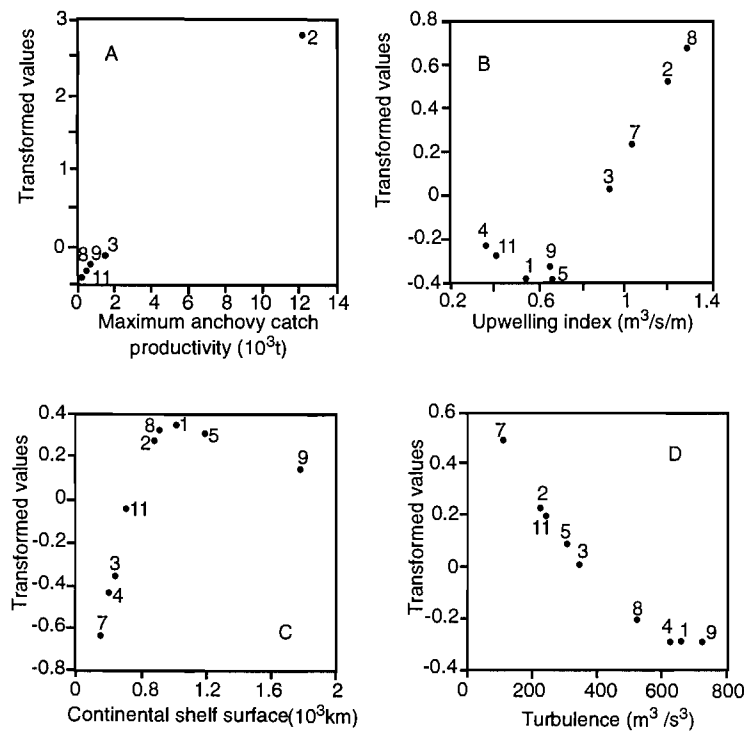 3
2
1
0
Transformed values
A
2
3
9
8
11
0 2 4 6 8 10 12 14
Maximum anchovy catch
productivity (10³t)
0.8
0.6
0.4
0.2
0
-0.2
-0.4
Transformed values
B
8
2
7
3
4
11
9
1
5
0.2 0.6 1 1.4
Upwelling index (m³/s/m)
0.4
0.2
0
-0.2
-0.4
-0.6
-0.8
Transformed values
8
1
2
5
9
11
3
4
7
C
0 0.8 1.2 2
Continental shelf surface(10³km)
0.6
0.4
0.2
0
-0.2
-0.4
Transformed values
7
D
2
11
5
3
8
4 1 9
0 200 400 600 800
Turbulence (m³ /s³)